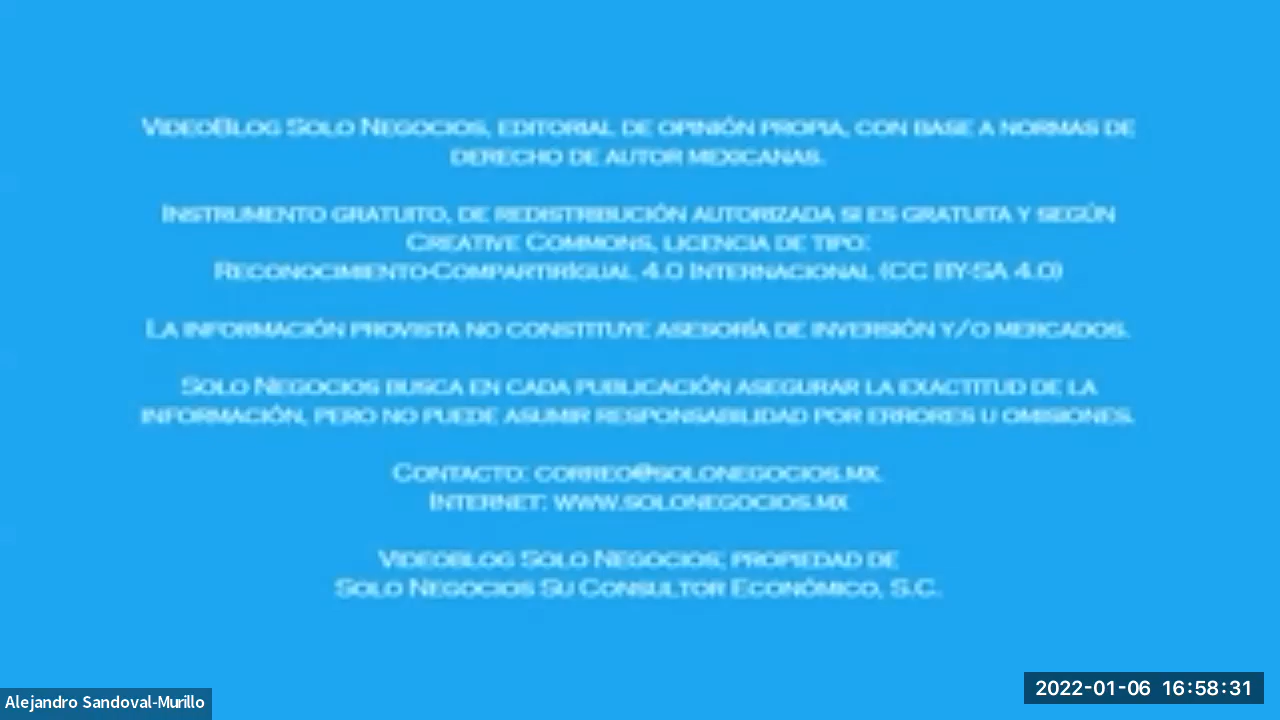 VideoBlog Solo Negocios, editorial de opinión propia, con base a normas de
derecho de autor mexicanas.
Instrumento gratuito, de redistribución autorizada si es gratuita y según
Creative Commons, licencia de tipo:
Reconocimiento-CompartirIgual 4.0 Internacional (CC BY-SA 4.0)
La información provista no constituye asesoría de inversión y/o mercados.
Solo Negocios busca en cada publicación asegurar la exactitud de la
información, pero no puede asumir responsabilidad por errores u omisiones.
Contacto: correo@solonegocios.mx.
Internet: www.solonegocios.mx
Videoblog Solo Negocios; propiedad de
Solo Negocios Su Consultor Económico, S.C.
Alejandro Sandoval-Murillo
2022-01-06 16:58:31